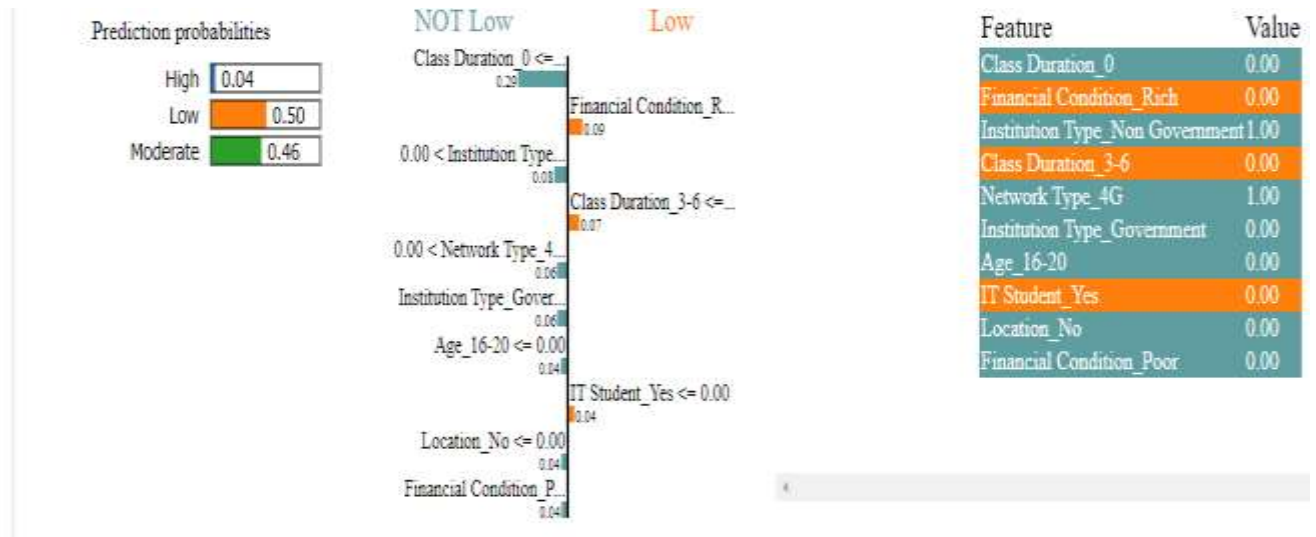 Prediction probabilities
High 0.04
Low 0.50
Moderate 0.46
NOT Low Low
Class Duration_0 <=...
0.29
Financial Condition_R...
0.09
0.00 < Institution Type...
0.08
Class Duration_3-6 <=...
0.07
0.00 < Network Type_4...
0.06
Institution Type_Gover...
0.06
Age_16-20 <= 0.00
0.04
IT Student_Yes <= 0.00
0.04
Location_No <= 0.00
0.04
Financial Condition_P...
0.04
Feature Value
Class Duration_0 0.00
Financial Condition_Rich 0.00
Institution Type_Non Government 1.00
Class Duration_3-6 0.00
Network Type_4G 1.00
Institution Type_Government 0.00
Age_16-20 0.00
IT Student_Yes 0.00
Location_No 0.00
Financial Condition_Poor 0.00